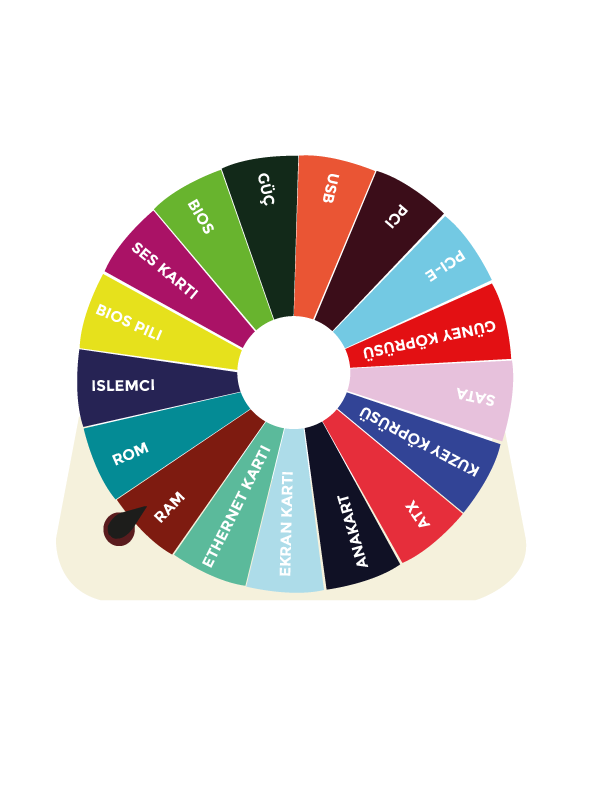 GÜÇ
USB
PCI
PCI-E
GÜNEY KÖPRÜSÜ
SATA
KUZEY KÖPRÜSÜ
ATX
ANAKART
EKRAN KARTI
ETHERNET KARTI
RAM
ROM
ISLEMCI
BIOS PILI
SES KARTI
BIOS